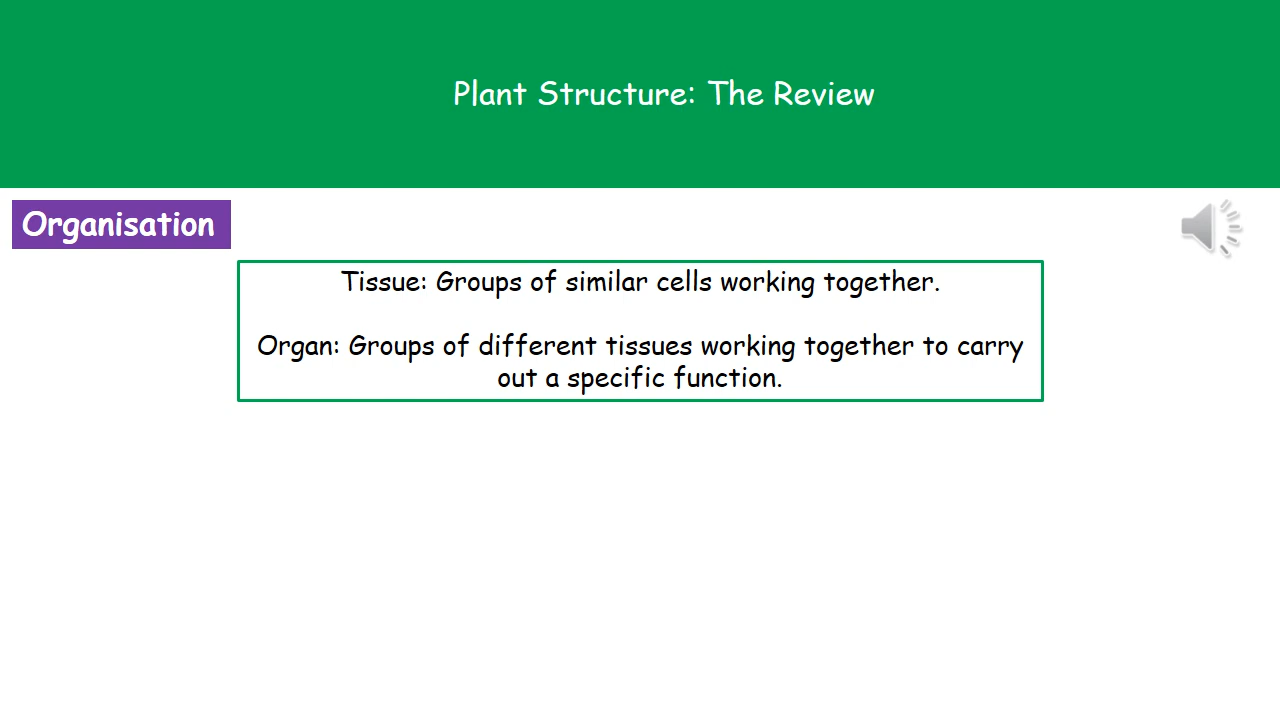 Plant Structure: The Review
Organisation
Tissue: Groups of similar cells working together.
Organ: Groups of different tissues working together to carry
out a specific function.